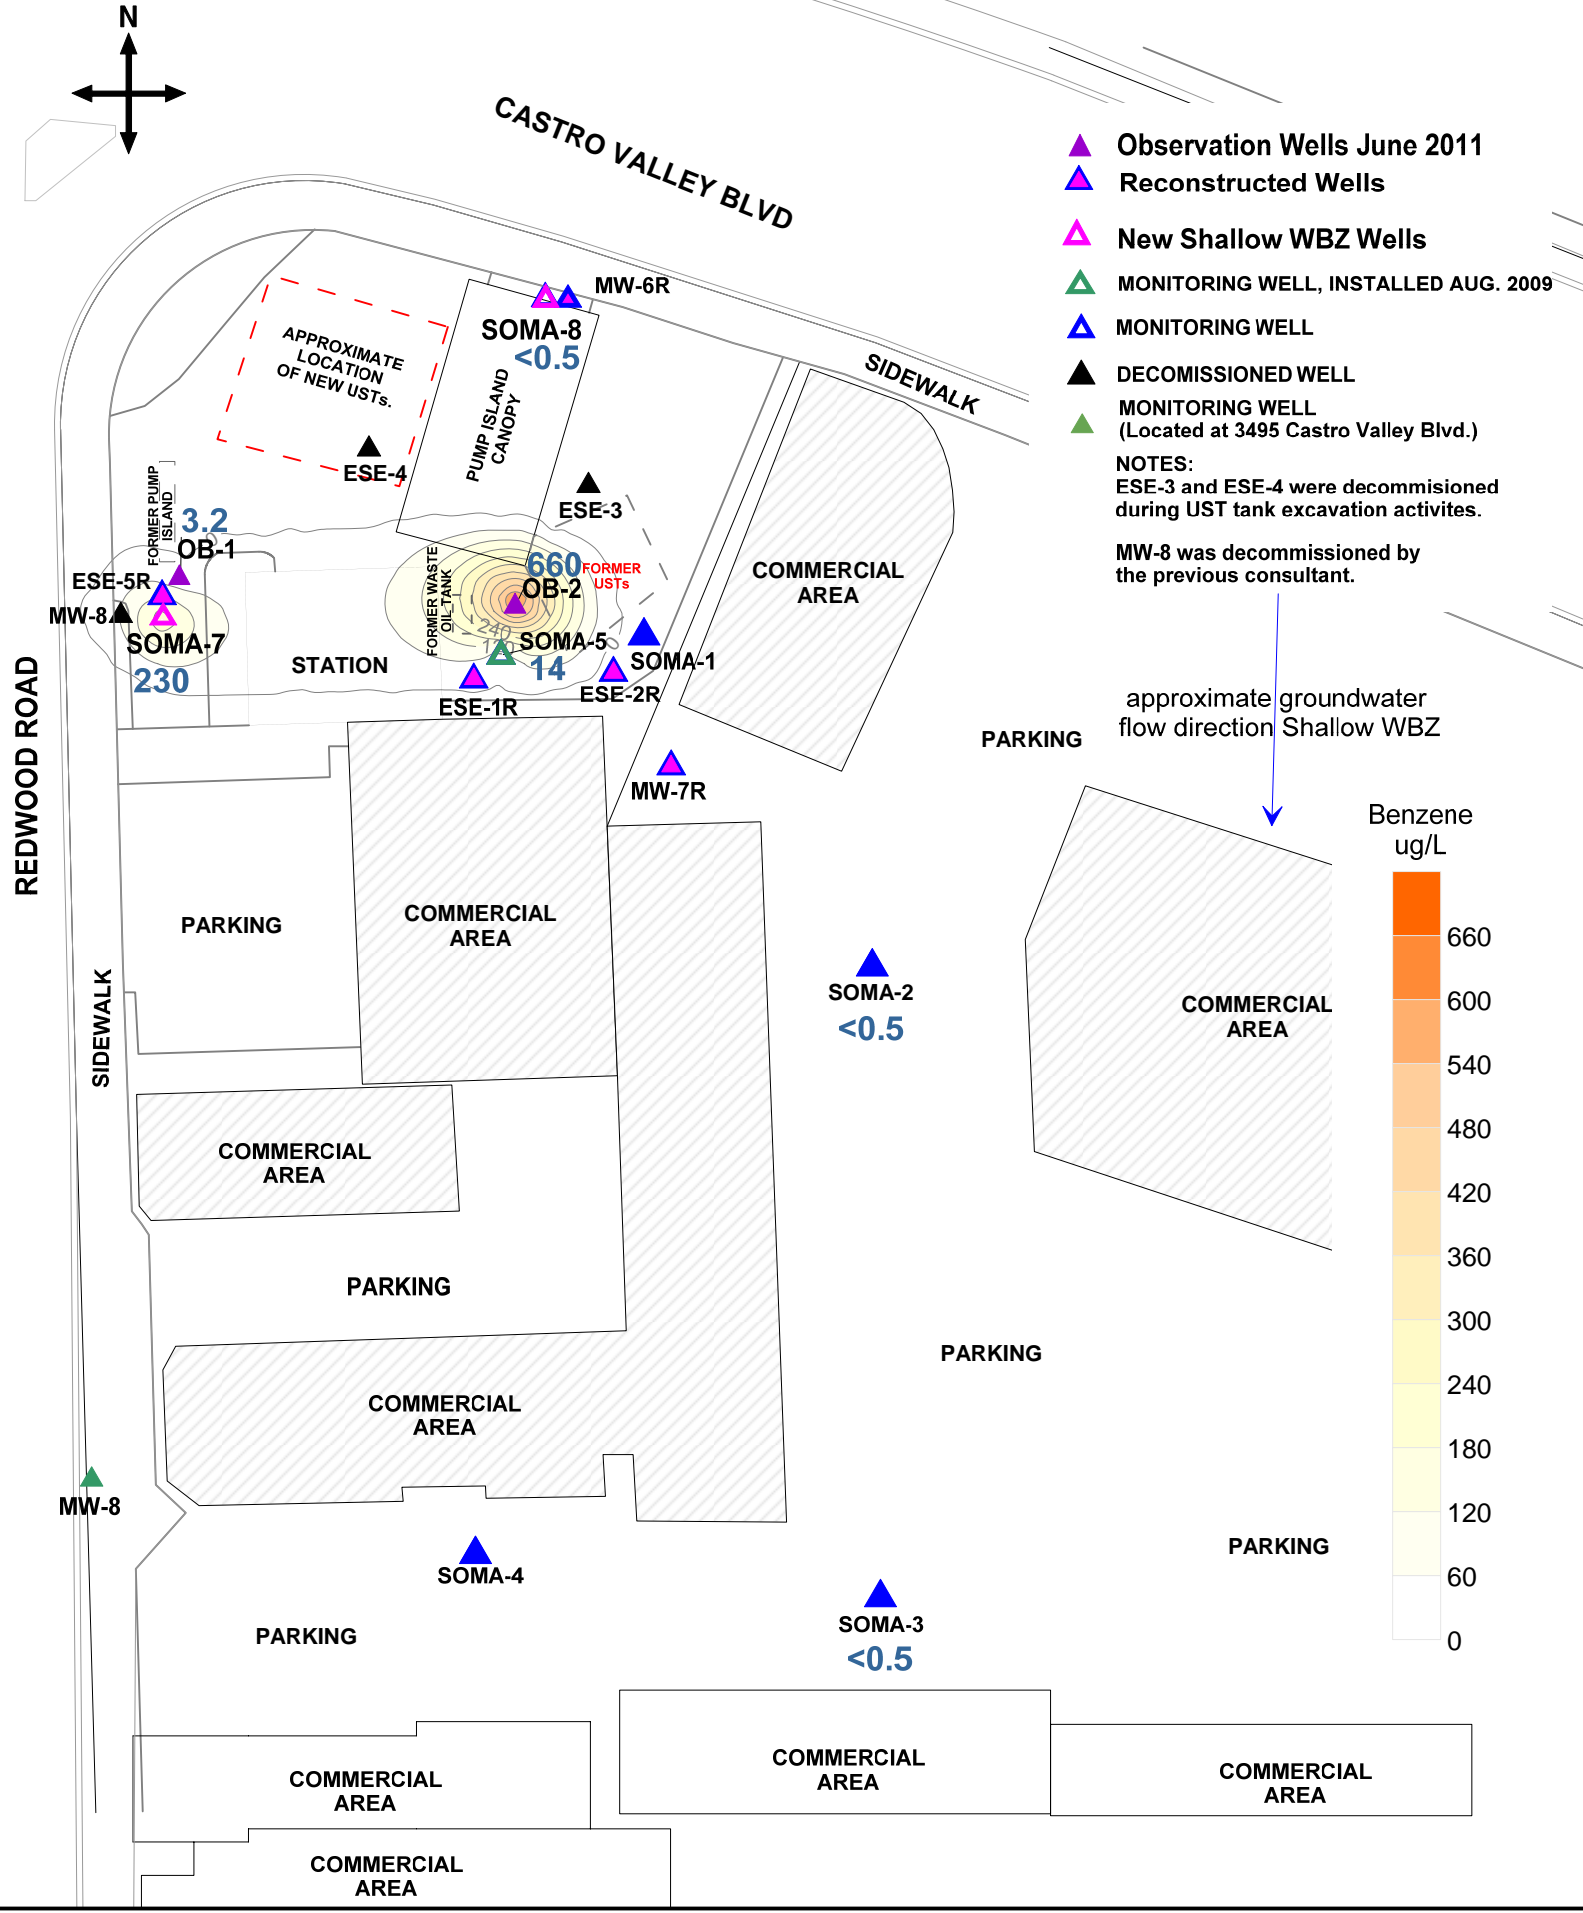 N
CASTRO VALLEY BLVD
Observation Wells June 2011
Reconstructed Wells
New Shallow WBZ Wells
MONITORING WELL, INSTALLED AUG. 2009
MONITORING WELL
DECOMISSIONED WELL
MONITORING WELL
(Located at 3495 Castro Valley Blvd.)
NOTES:
ESE-3 and ESE-4 were decommisioned
during UST tank excavation activites.
MW-8 was decommissioned by
the previous consultant.
MW-6R
SOMA-8
<0.5
SIDEWALK
APPROXIMATE
LOCATION
OF NEW USTs.
PUMP ISLAND
CANOPY
ESE-4
ESE-3
FORMER PUMP
ISLAND
3.2
OB-1
0
ESE-5R
MW-8
SOMA-7
230
STATION
FORMER WASTE
OIL TANK
660
OB-2
FORMER
USTs
240
SOMA-5
14
0
SOMA-1
ESE-2R
ESE-1R
MW-7R
COMMERCIAL
AREA
REDWOOD ROAD
PARKING
approximate groundwater
flow direction Shallow WBZ
Benzene
ug/L
660
600
540
480
420
360
300
240
180
120
60
0
PARKING
COMMERCIAL
AREA
SIDEWALK
SOMA-2
<0.5
COMMERCIAL
AREA
COMMERCIAL
AREA
PARKING
PARKING
COMMERCIAL
AREA
MW-8
SOMA-4
PARKING
SOMA-3
<0.5
PARKING
COMMERCIAL
AREA
COMMERCIAL
AREA
COMMERCIAL
AREA
COMMERCIAL
AREA